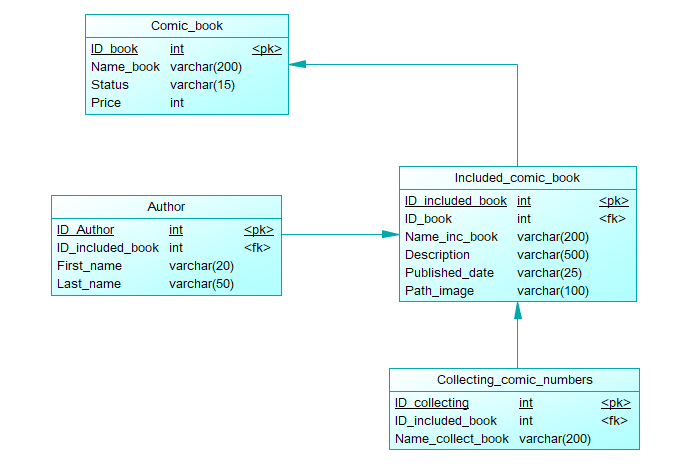 Comic_book
ID_book int <pk>
Name_book varchar(200)
Status varchar(15)
Price int
Included_comic_book
ID_included_book int <pk>
ID_book int <fk>
Name_inc_book varchar(200)
Description varchar(500)
Published_date varchar(25)
Path_image varchar(100)
Author
ID_Author int <pk>
ID_included_book int <fk>
First_name varchar(20)
Last_name varchar(50)
Collecting_comic_numbers
ID_collecting int <pk>
ID_included_book int <fk>
Name_collect_book varchar(200)